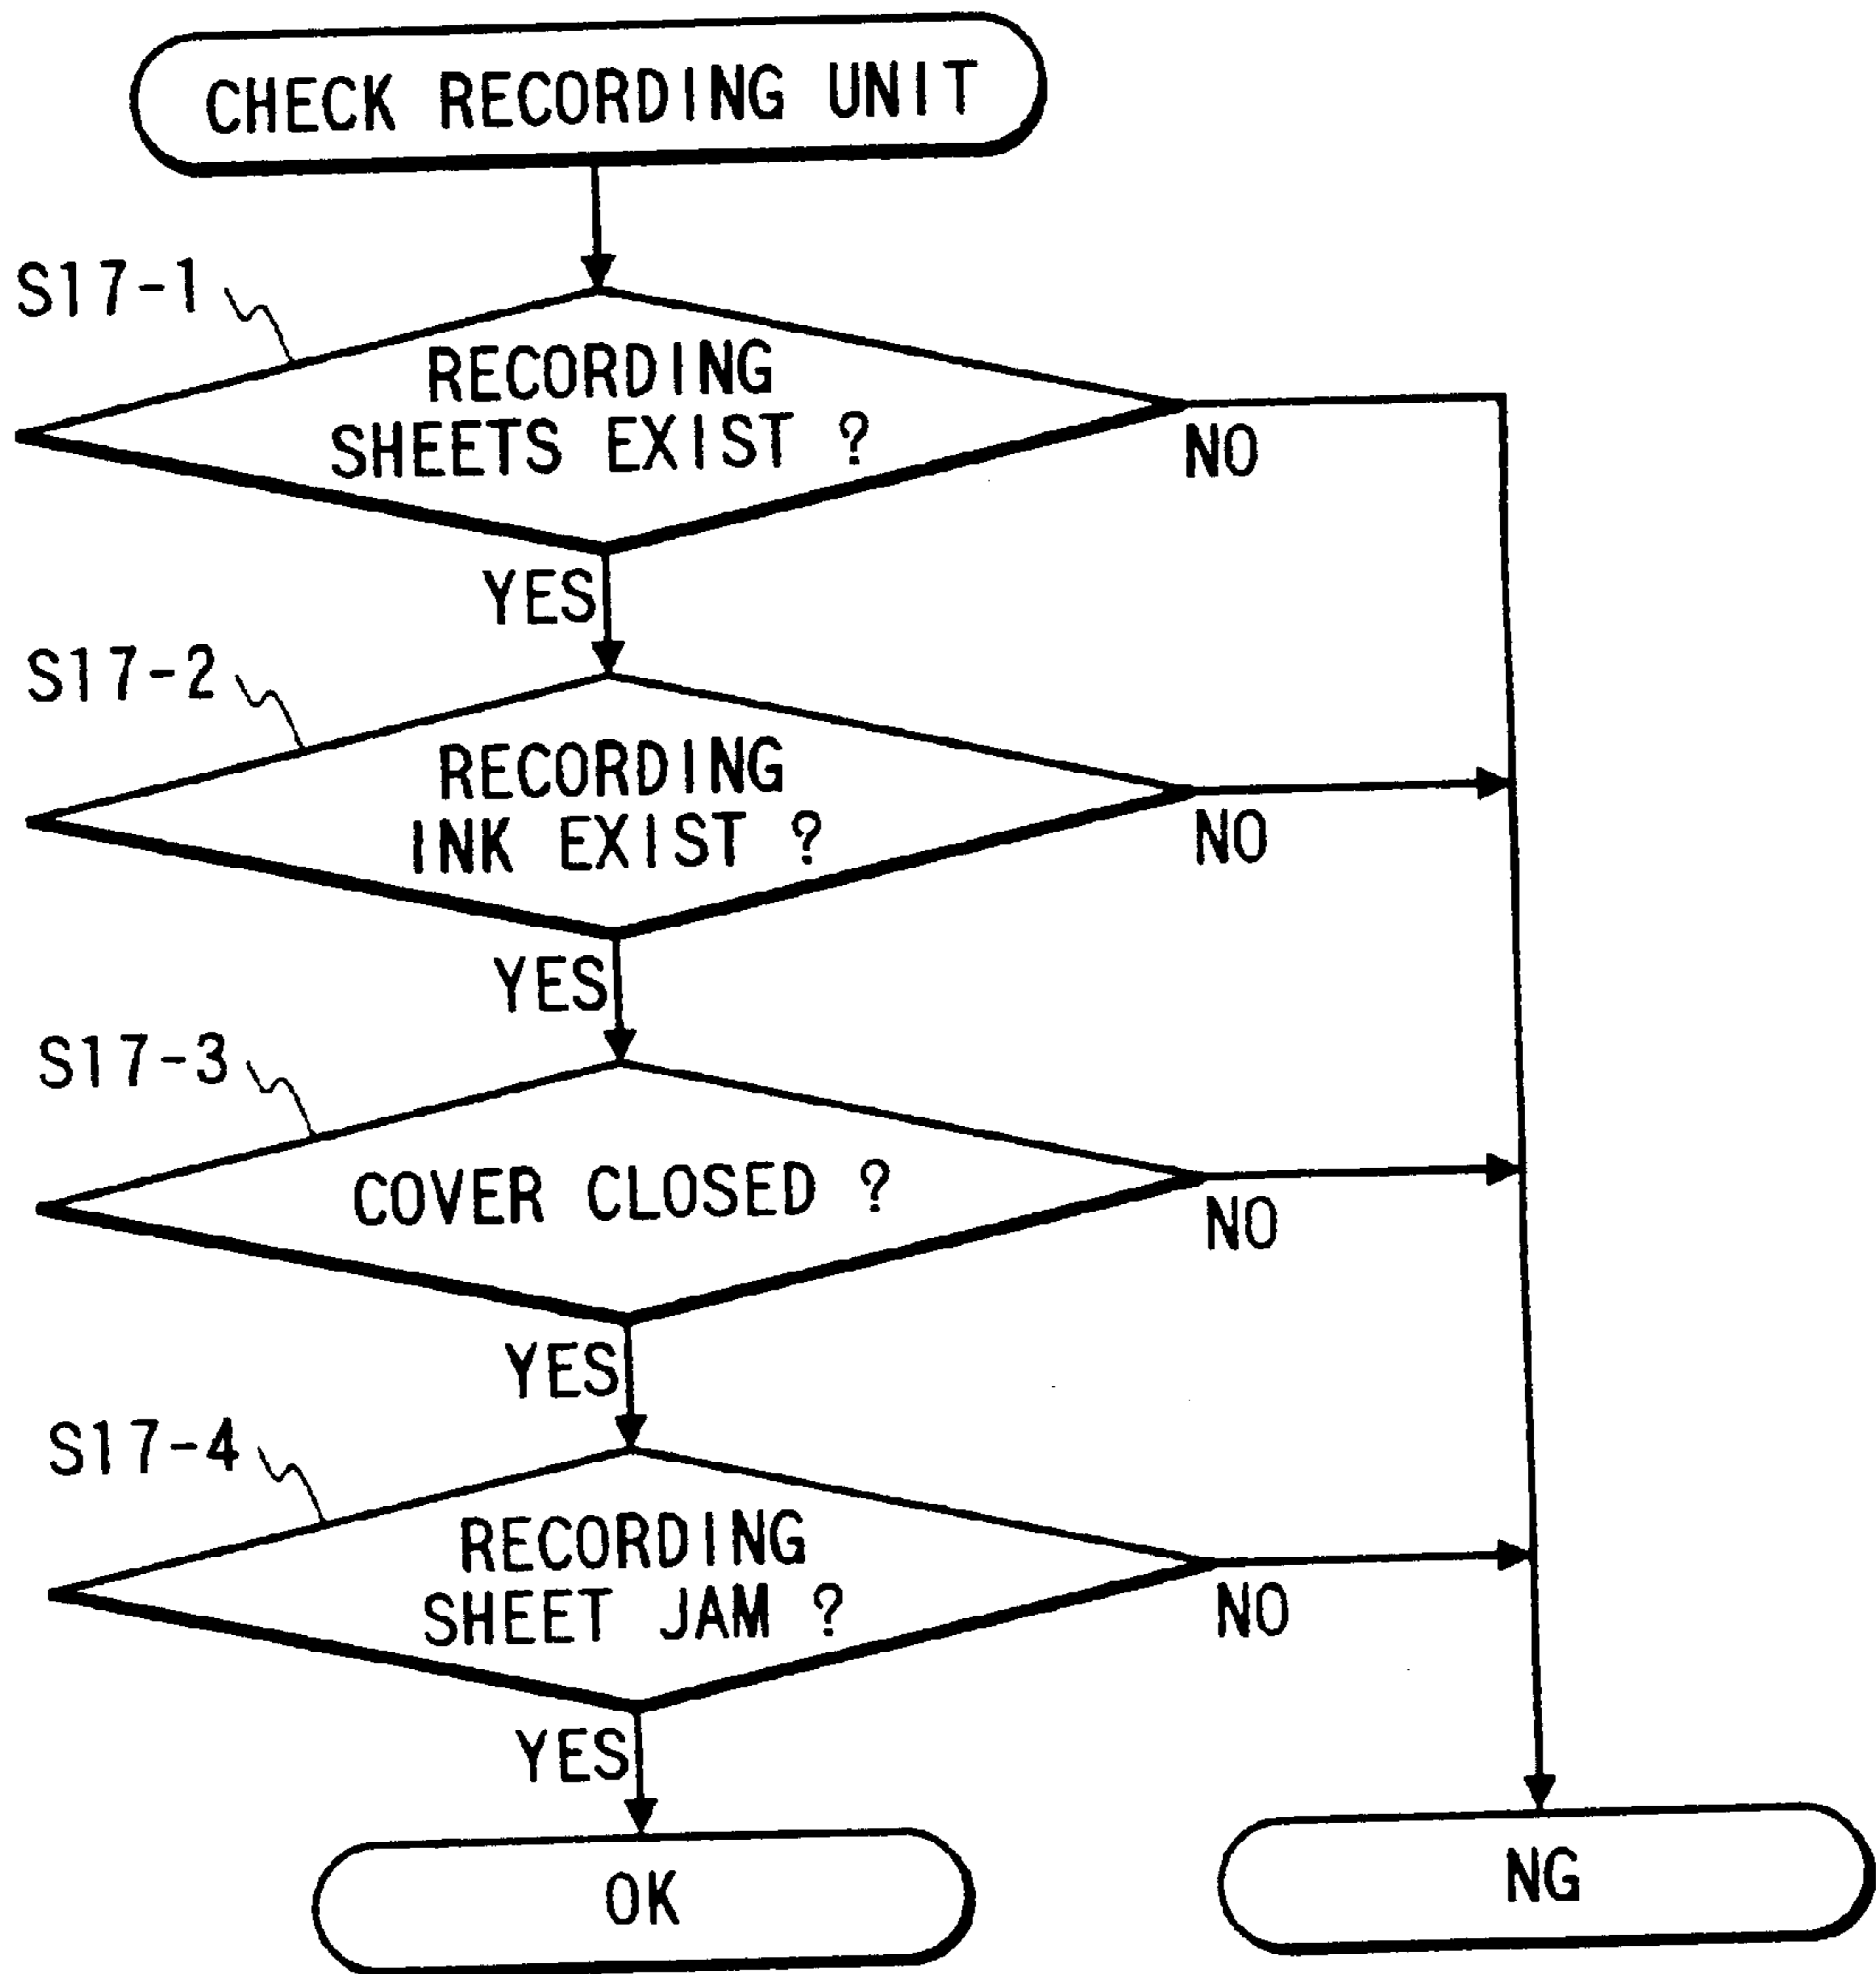 CHECK RECORDING UNIT
S17-1
RECORDING
SHEETS EXIST ?
NO
YES
S17-2
RECORDING
INK EXIST ?
NO
YES
S17-3
COVER CLOSED ?
NO
YES
S17-4
RECORDING
SHEET JAM ?
NO
YES
OK
NG